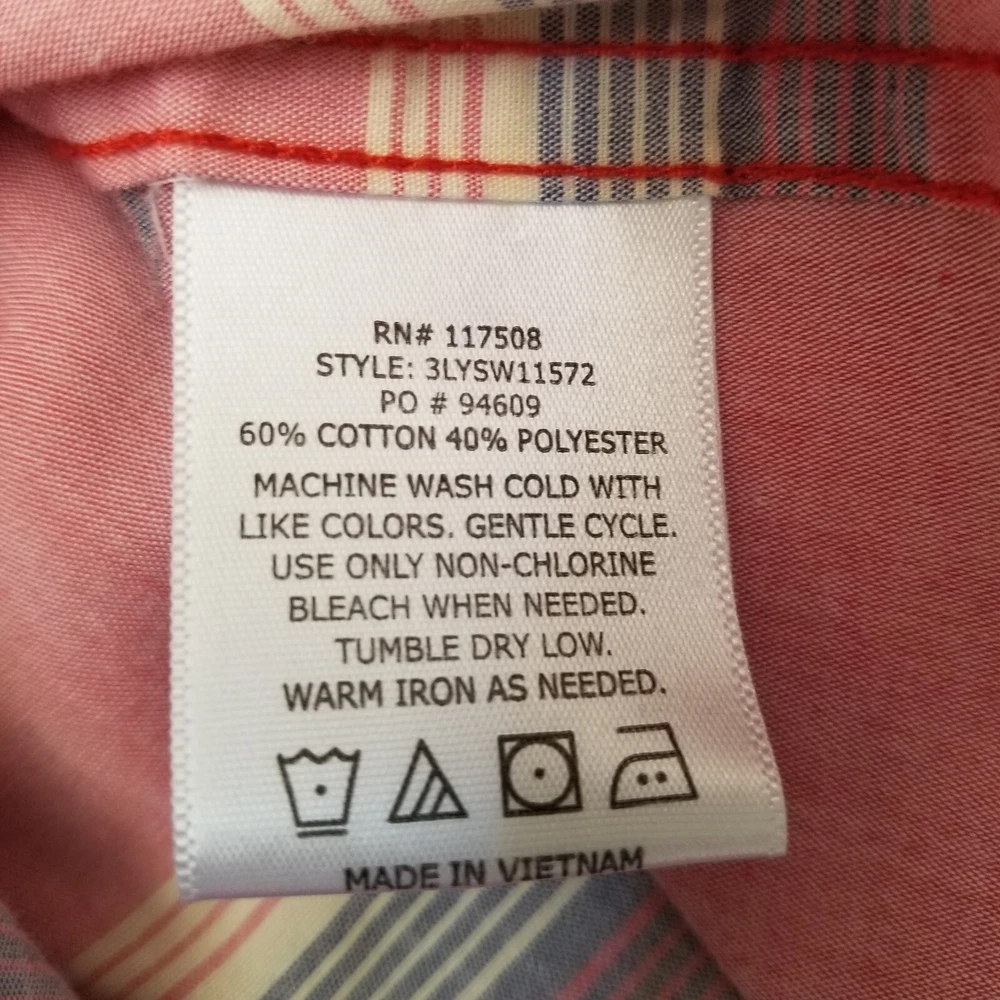 RN# 117508
STYLE: 3LYSW11572
PO # 94609
60% COTTON 40% POLYESTER
MACHINE WASH COLD WITH
LIKE COLORS. GENTLE CYCLE.
USE ONLY NON-CHLORINE
BLEACH WHEN NEEDED.
TUMBLE DRY LOW.
WARM IRON AS NEEDED.
MADE IN VIETNAM